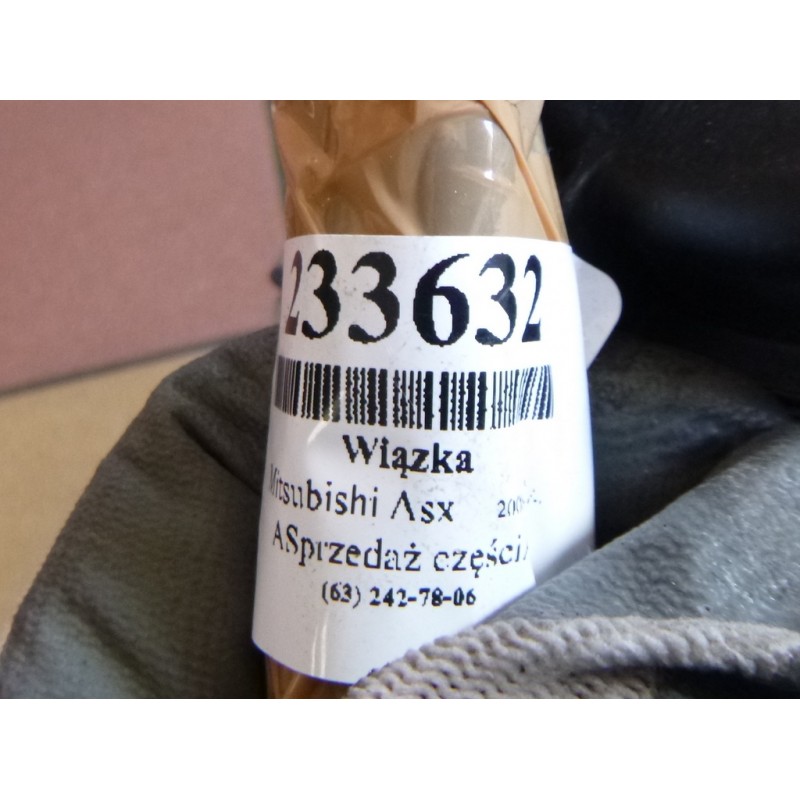 233632
Wiązka
Mitsubishi Asx
ASprzedaż części
(63) 242-78-06